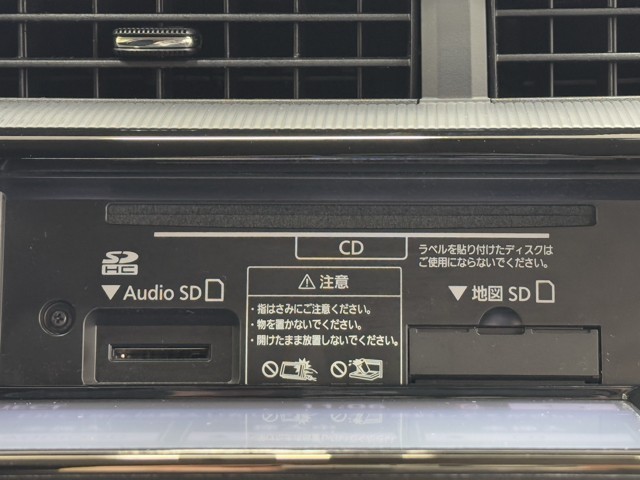 CD
ラベルを貼り付けたディスクは
ご使用にならないでください。
SD
HC
▼Audio SD
⚠注意
・指はさみにご注意ください。
・物を置かないでください。
・開けたまま放置しないでください。
▼地図 SD